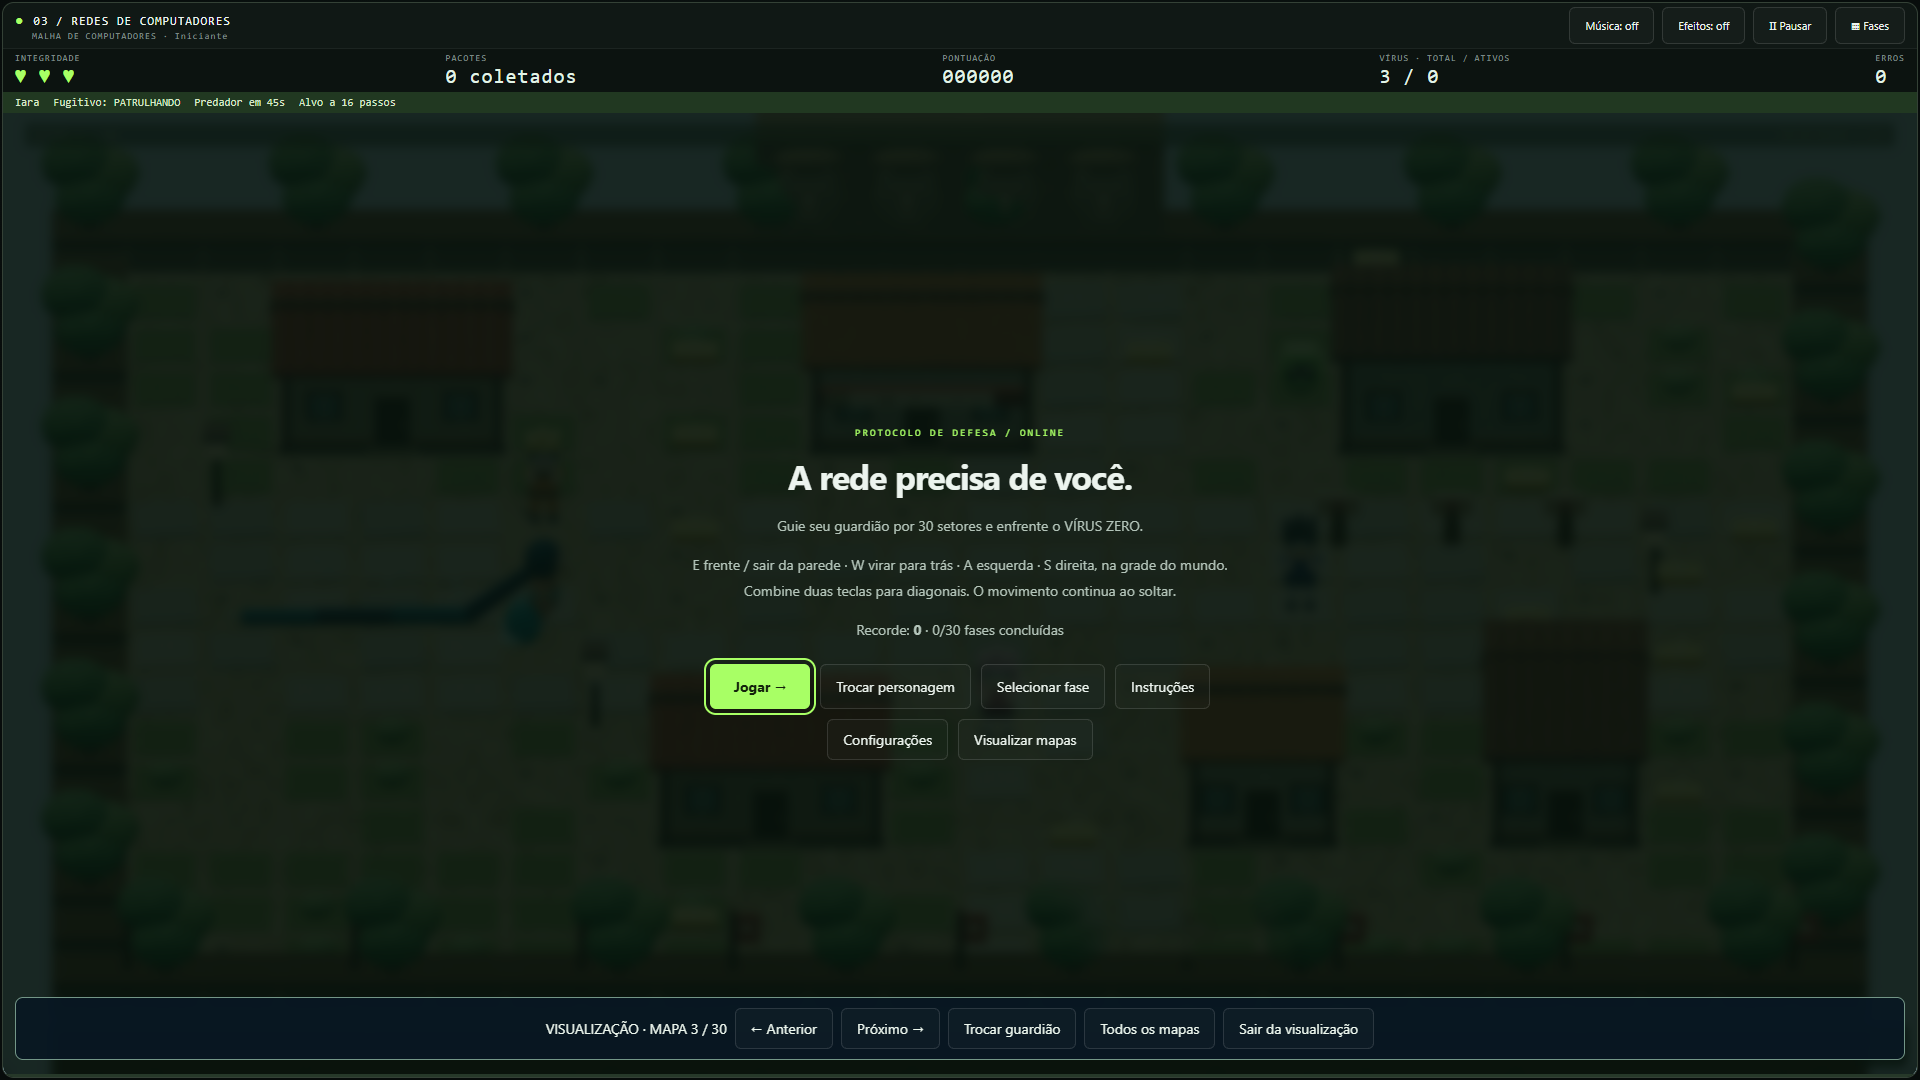 03 / REDES DE COMPUTADORES
MALHA DE COMPUTADORES · Iniciante
Música: off
Efeitos: off
Ⅱ Pausar
▦ Fases
INTEGRIDADE
♥ ♥ ♥
PACOTES
0 coletados
PONTUAÇÃO
000000
VÍRUS · TOTAL / ATIVOS
3 / 0
ERROS
0
Iara Fugitivo: PATRULHANDO Predador em 45s Alvo a 16 passos
PROTOCOLO DE DEFESA / ONLINE
A rede precisa de você.
Guie seu guardião por 30 setores e enfrente o VÍRUS ZERO.
E frente / sair da parede · W virar para trás · A esquerda · S direita, na grade do mundo.
Combine duas teclas para diagonais. O movimento continua ao soltar.
Recorde: 0 · 0/30 fases concluídas
Jogar →
Trocar personagem
Selecionar fase
Instruções
Configurações
Visualizar mapas
VISUALIZAÇÃO · MAPA 3 / 30
← Anterior
Próximo →
Trocar guardião
Todos os mapas
Sair da visualização